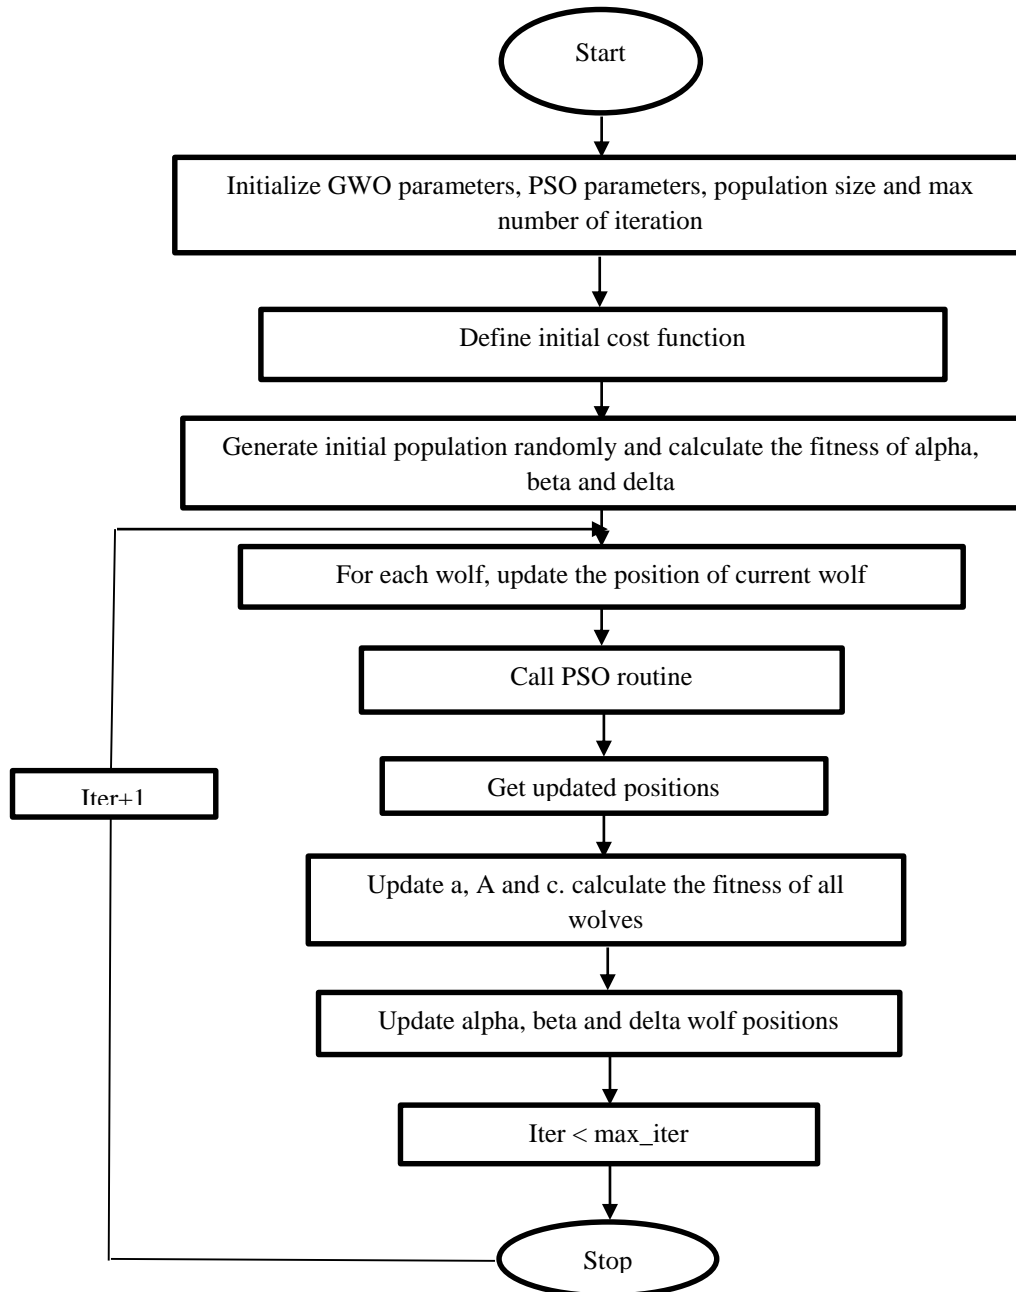 Start
Initialize GWO parameters, PSO parameters, population size and max
number of iteration
Define initial cost function
Generate initial population randomly and calculate the fitness of alpha,
beta and delta
For each wolf, update the position of current wolf
Call PSO routine
Get updated positions
Iter+1
Update a, A and c. calculate the fitness of all
wolves
Update alpha, beta and delta wolf positions
Iter < max_iter
Stop